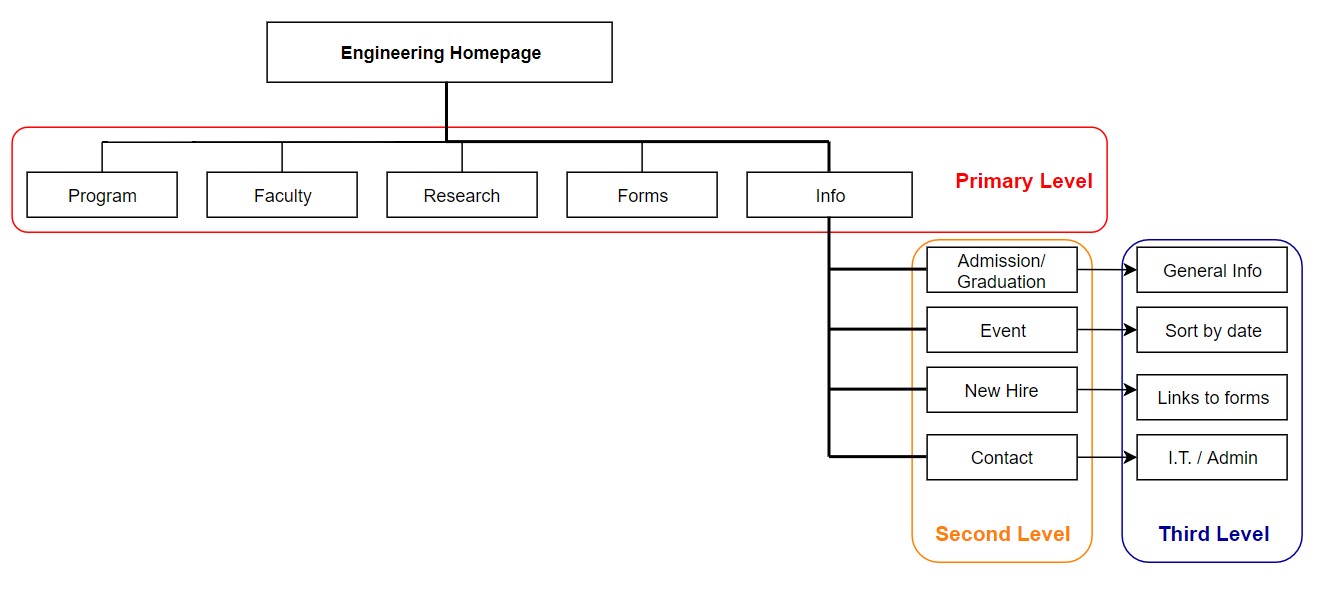 Engineering Homepage
Program
Faculty
Research
Forms
Info
Primary Level
Admission/
Graduation
General Info
Event
Sort by date
New Hire
Links to forms
Contact
I.T. / Admin
Second Level
Third Level